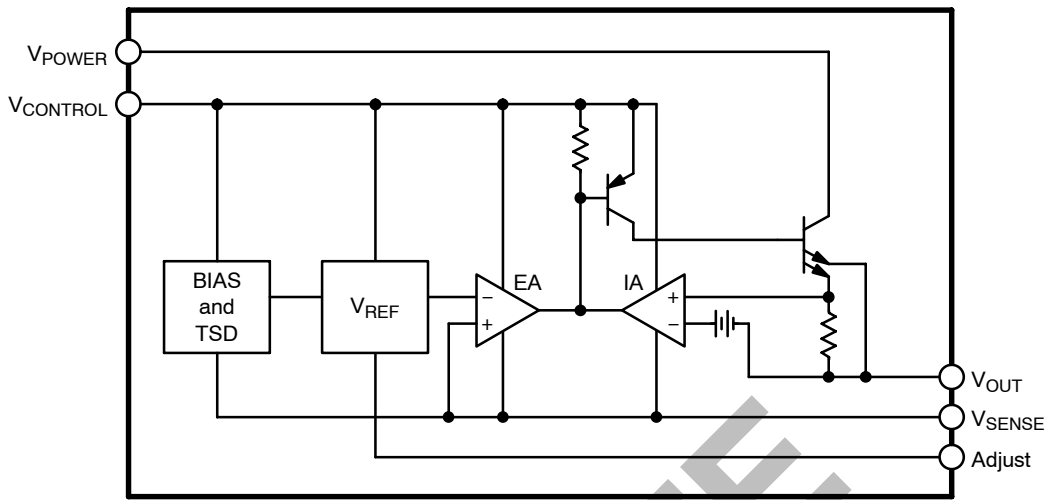 VPOWER
VCONTROL
BIAS
and
TSD
VREF
EA
IA
−
+
+
−
VOUT
VSENSE
Adjust